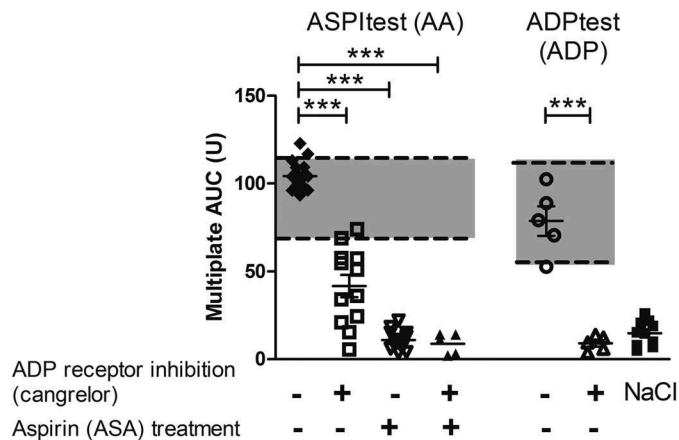 ASPItest (AA)
ADPtest
(ADP)
***
***
***
***
Multiplate AUC (U)
150
100
50
0
ADP receptor inhibition
(cangrelor)
- + - + - + NaCl
Aspirin (ASA) treatment
- - + + - -